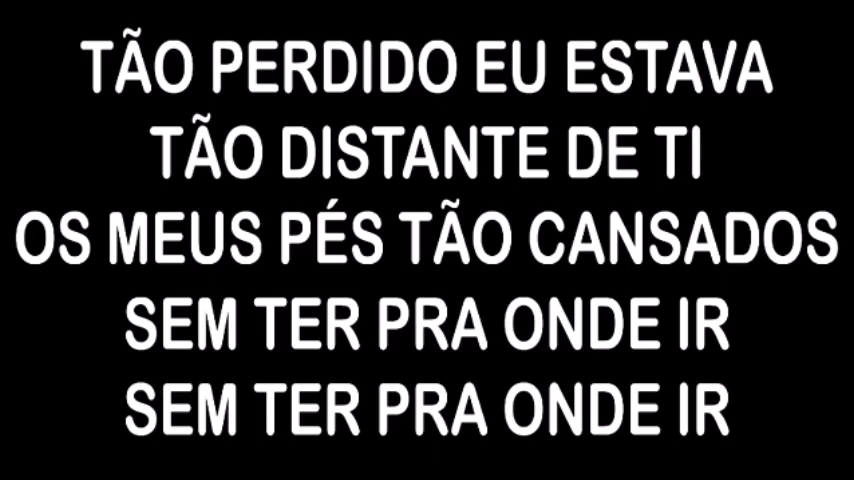 TÃO PERDIDO EU ESTAVA
TÃO DISTANTE DE TI
OS MEUS PÉS TÃO CANSADOS
SEM TER PRA ONDE IR
SEM TER PRA ONDE IR